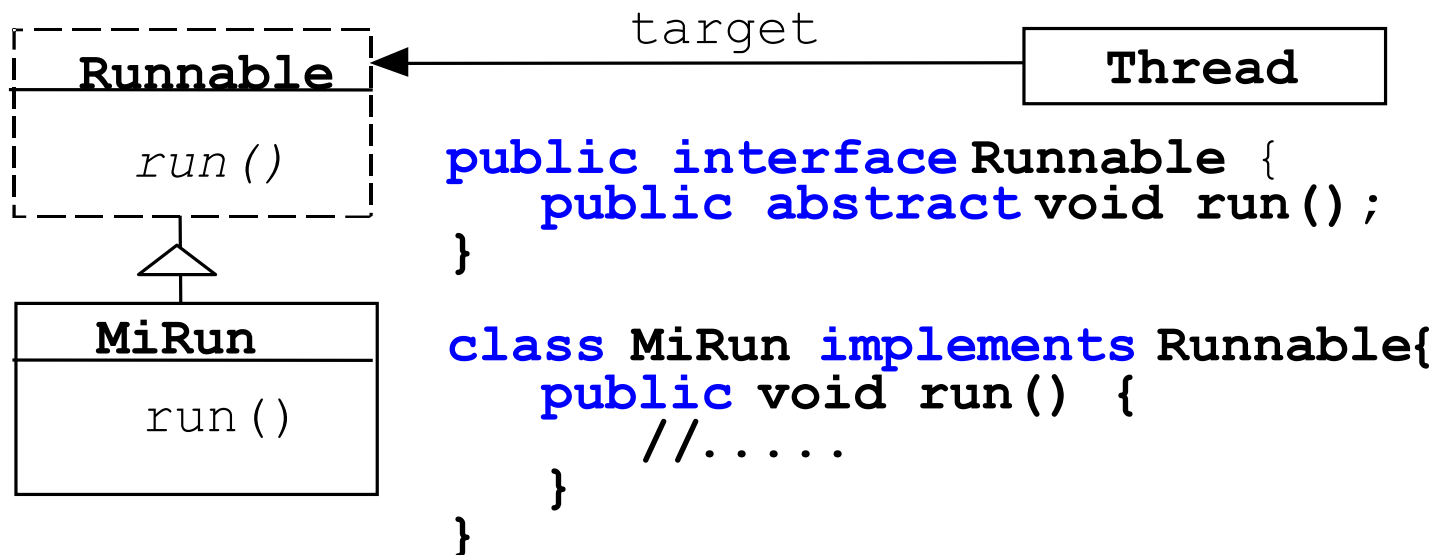 target
Runnable
run()
Thread
MiRun
run()
public interface Runnable {
public abstract void run();
}
class MiRun implements Runnable{
public void run() {
//.....
}
}